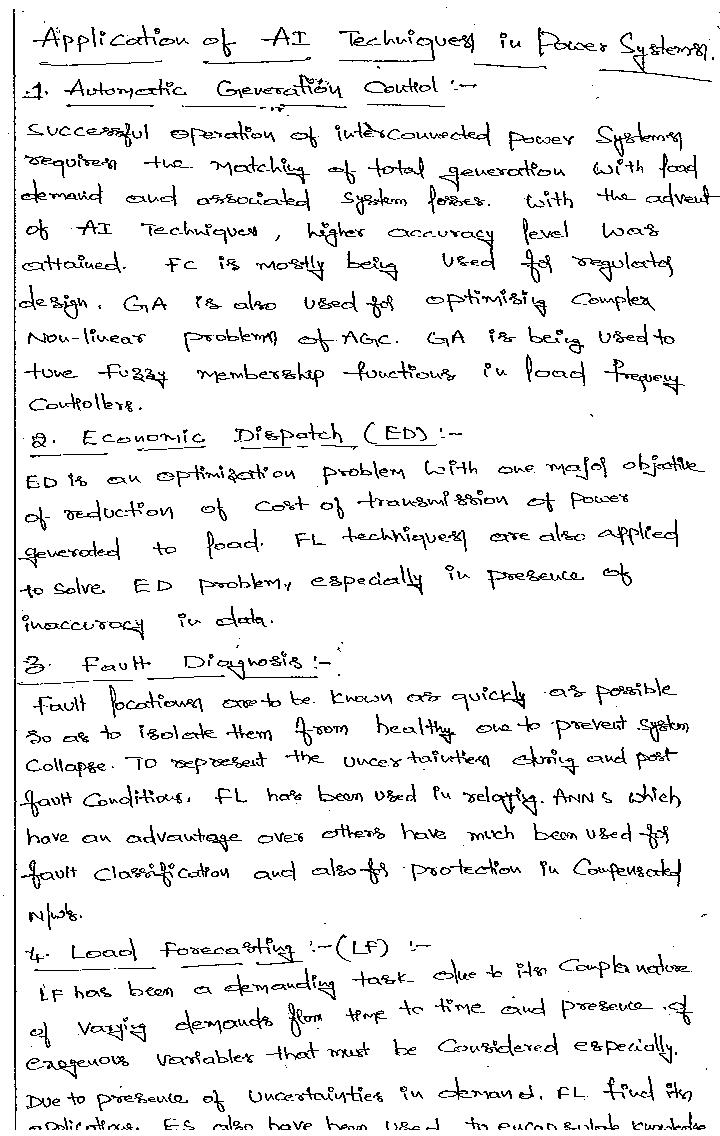 Application of AI Techniques in Power Systems.
1. Automatic Generation Control :-
Successful operation of interconnected power Systems
requires the Matching of total generation with load
demand and associated System losses. With the advent
of AI Techniques, higher accuracy level was
attained. FC is mostly being used for regulator
design. GA is also used for optimising Complex
Non-linear problems of AGC. GA is being used to
tune fuzzy membership functions in load frequency
Controllers.
2. Economic Dispatch (ED) :-
ED is an optimization problem with one major objective
of reduction of cost of transmission of power
generated to load. FL techniques are also applied
to solve ED problem, especially in presence of
inaccuracy in data.
3. Fault Diagnosis :-
Fault locations are to be known as quickly as possible
so as to isolate them from healthy one to prevent system
Collapse. To represent the uncertainties during and post
fault Conditions, FL has been used in relaying. ANNs which
have an advantage over others have much been used for
fault Classification and also for protection in Compensated
N/ws.
4. Load forecasting :- (LF) :-
LF has been a demanding task due to its Complex nature
of varying demands from time to time and presence of
exogenous variables that must be Considered especially.
Due to presence of uncertainties in demand, FL find its
applications. ES also have been used to encapsulate knowledge